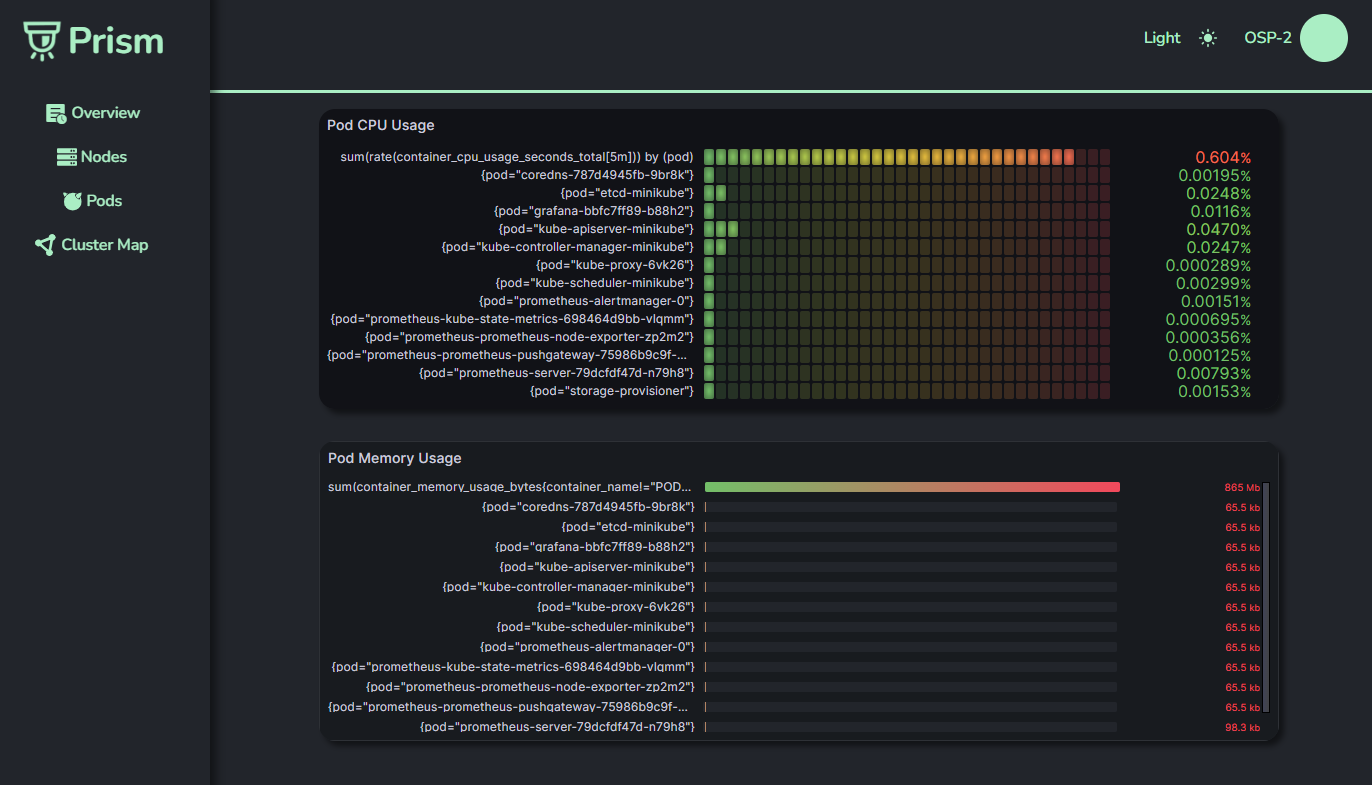 Prism
Light
OSP-2
Overview
Nodes
Pods
Cluster Map
Pod CPU Usage
sum(rate(container_cpu_usage_seconds_total[5m])) by (pod) 0.604%
{pod="coredns-787d4945fb-9br8k"} 0.00195%
{pod="etcd-minikube"} 0.0248%
{pod="grafana-bbfc7ff89-b88h2"} 0.0116%
{pod="kube-apiserver-minikube"} 0.0470%
{pod="kube-controller-manager-minikube"} 0.0247%
{pod="kube-proxy-6vk26"} 0.000289%
{pod="kube-scheduler-minikube"} 0.00299%
{pod="prometheus-alertmanager-0"} 0.00151%
{pod="prometheus-kube-state-metrics-698464d9bb-vlqmm"} 0.000695%
{pod="prometheus-prometheus-node-exporter-zp2m2"} 0.000356%
{pod="prometheus-prometheus-pushgateway-75986b9c9f-... 0.000125%
{pod="prometheus-server-79dcfdf47d-n79h8"} 0.00793%
{pod="storage-provisioner"} 0.00153%
Pod Memory Usage
sum(container_memory_usage_bytes{container_name!="POD... 865 Mb
{pod="coredns-787d4945fb-9br8k"} 65.5 kb
{pod="etcd-minikube"} 65.5 kb
{pod="grafana-bbfc7ff89-b88h2"} 65.5 kb
{pod="kube-apiserver-minikube"} 65.5 kb
{pod="kube-controller-manager-minikube"} 65.5 kb
{pod="kube-proxy-6vk26"} 65.5 kb
{pod="kube-scheduler-minikube"} 65.5 kb
{pod="prometheus-alertmanager-0"} 65.5 kb
{pod="prometheus-kube-state-metrics-698464d9bb-vlqmm"} 65.5 kb
{pod="prometheus-prometheus-node-exporter-zp2m2"} 65.5 kb
{pod="prometheus-prometheus-pushgateway-75986b9c9f-... 65.5 kb
{pod="prometheus-server-79dcfdf47d-n79h8"} 98.3 kb